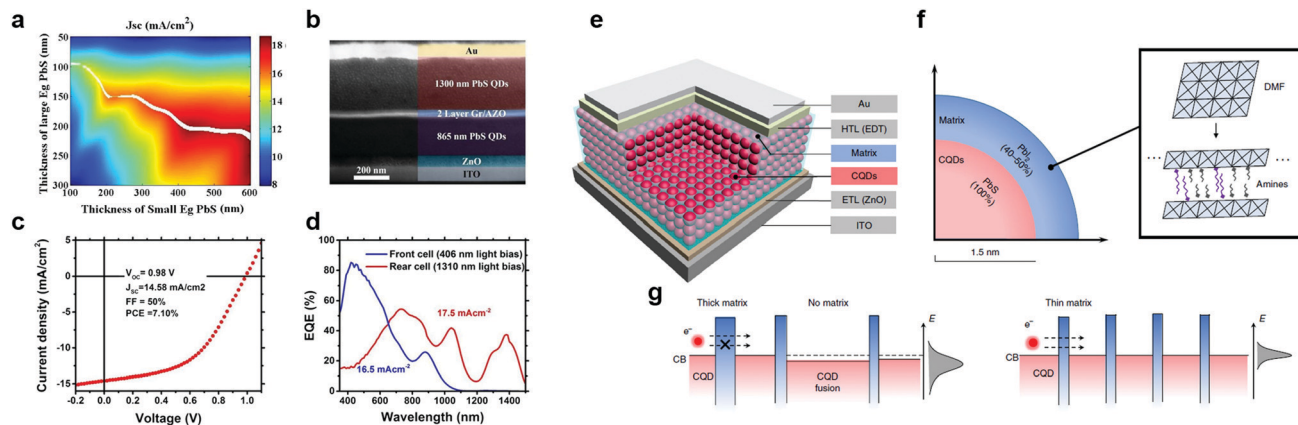 a
Jsc (mA/cm²)
Thickness of large Eg PbS (nm)
50
100
150
200
250
300
100 200 300 400 500 600
Thickness of Small Eg PbS (nm)
18
16
14
12
10
8
b
Au
1300 nm PbS QDs
2 Layer Gr/AZO
865 nm PbS QDs
ZnO
200 nm
ITO
c
Current density (mA/cm²)
5
0
-5
-10
-15
V_OC= 0.98 V
J_SC=14.58 mA/cm2
FF = 50%
PCE =7.10%
-0.2 0.0 0.2 0.4 0.6 0.8 1.0
Voltage (V)
d
EQE (%)
100
80
60
40
20
0
Front cell (406 nm light bias)
Rear cell (1310 nm light bias)
17.5 mAcm⁻²
16.5 mAcm⁻²
400 600 800 1000 1200 1400
Wavelength (nm)
e
Au
HTL (EDT)
Matrix
CQDs
ETL (ZnO)
ITO
f
Matrix
PbI₂
(40–50%)
CQDs
PbS
(100%)
1.5 nm
DMF
... ...
Amines
g
Thick matrix No matrix
E
e⁻
CB
CQD
CQD
fusion
Thin matrix
E
e⁻
CB
CQD